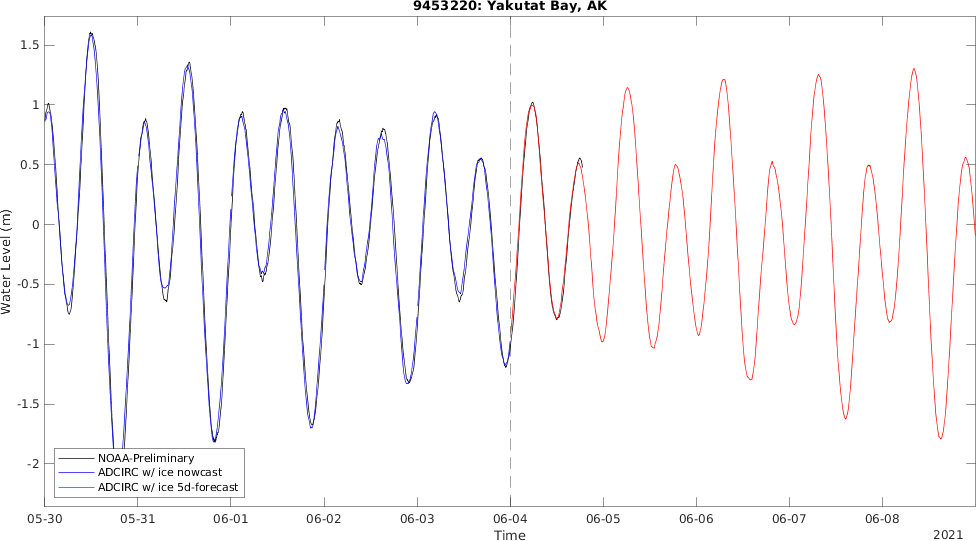 9453220: Yakutat Bay, AK
Water Level (m)
1.5
1
0.5
0
-0.5
-1
-1.5
-2
NOAA-Preliminary
ADCIRC w/ ice nowcast
ADCIRC w/ ice 5d-forecast
05-30 05-31 06-01 06-02 06-03 06-04 06-05 06-06 06-07 06-08
Time
2021